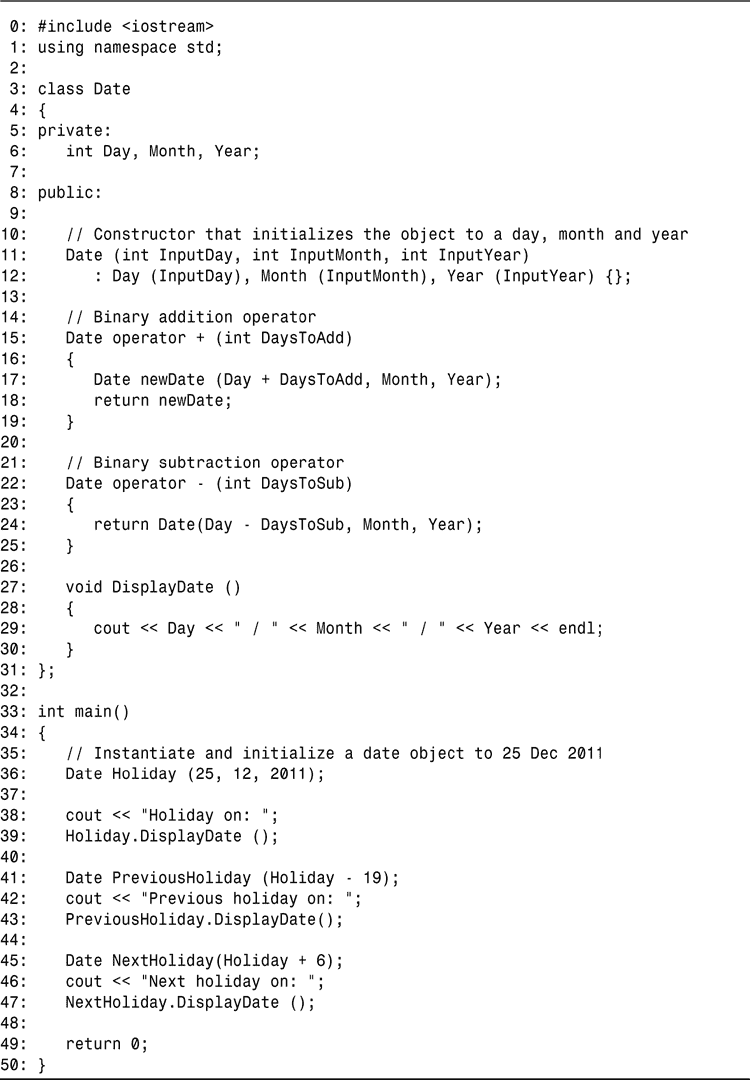 0: #include <iostream>
1: using namespace std;
2:
3: class Date
4: {
5: private:
6:    int Day, Month, Year;
7:
8: public:
9:
10:    // Constructor that initializes the object to a day, month and year
11:    Date (int InputDay, int InputMonth, int InputYear)
12:       : Day (InputDay), Month (InputMonth), Year (InputYear) {};
13:
14:    // Binary addition operator
15:    Date operator + (int DaysToAdd)
16:    {
17:       Date newDate (Day + DaysToAdd, Month, Year);
18:       return newDate;
19:    }
20:
21:    // Binary subtraction operator
22:    Date operator - (int DaysToSub)
23:    {
24:       return Date(Day - DaysToSub, Month, Year);
25:    }
26:
27:    void DisplayDate ()
28:    {
29:       cout << Day << " / " << Month << " / " << Year << endl;
30:    }
31: };
32:
33: int main()
34: {
35:    // Instantiate and initialize a date object to 25 Dec 2011
36:    Date Holiday (25, 12, 2011);
37:
38:    cout << "Holiday on: ";
39:    Holiday.DisplayDate ();
40:
41:    Date PreviousHoliday (Holiday - 19);
42:    cout << "Previous holiday on: ";
43:    PreviousHoliday.DisplayDate();
44:
45:    Date NextHoliday(Holiday + 6);
46:    cout << "Next holiday on: ";
47:    NextHoliday.DisplayDate ();
48:
49:    return 0;
50: }